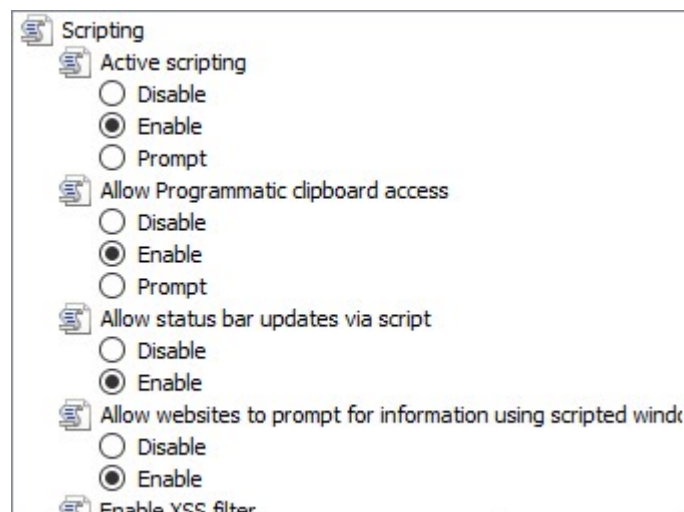 Scripting
Active scripting
Disable
Enable
Prompt
Allow Programmatic clipboard access
Disable
Enable
Prompt
Allow status bar updates via script
Disable
Enable
Allow websites to prompt for information using scripted windo
Disable
Enable
Enable XSS filter